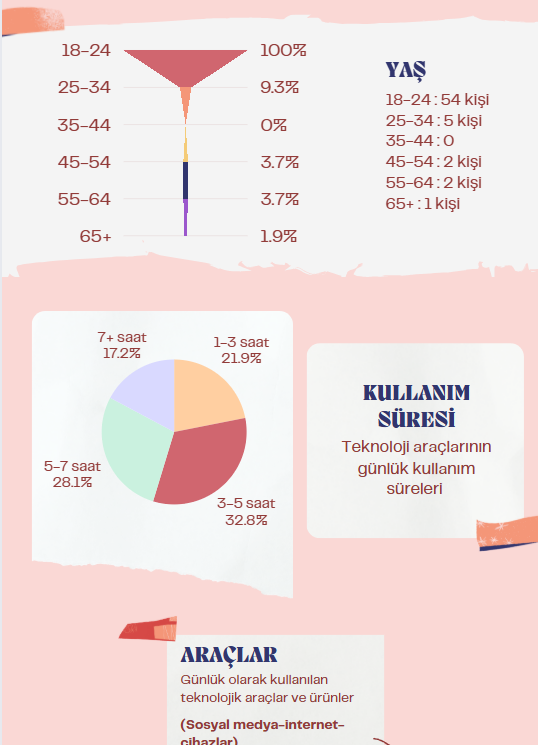 18-24 100%
25-34 9.3%
35-44 0%
45-54 3.7%
55-64 3.7%
65+ 1.9%
YAŞ
18-24 : 54 kişi
25-34 : 5 kişi
35-44 : 0
45-54 : 2 kişi
55-64 : 2 kişi
65+ : 1 kişi
7+ saat
17.2%
1-3 saat
21.9%
5-7 saat
28.1%
3-5 saat
32.8%
KULLANIM
SÜRESİ
Teknoloji araçlarının
günlük kullanım
süreleri
ARAÇLAR
Günlük olarak kullanılan
teknolojik araçlar ve ürünler
(Sosyal medya-internet-
cihazlar)